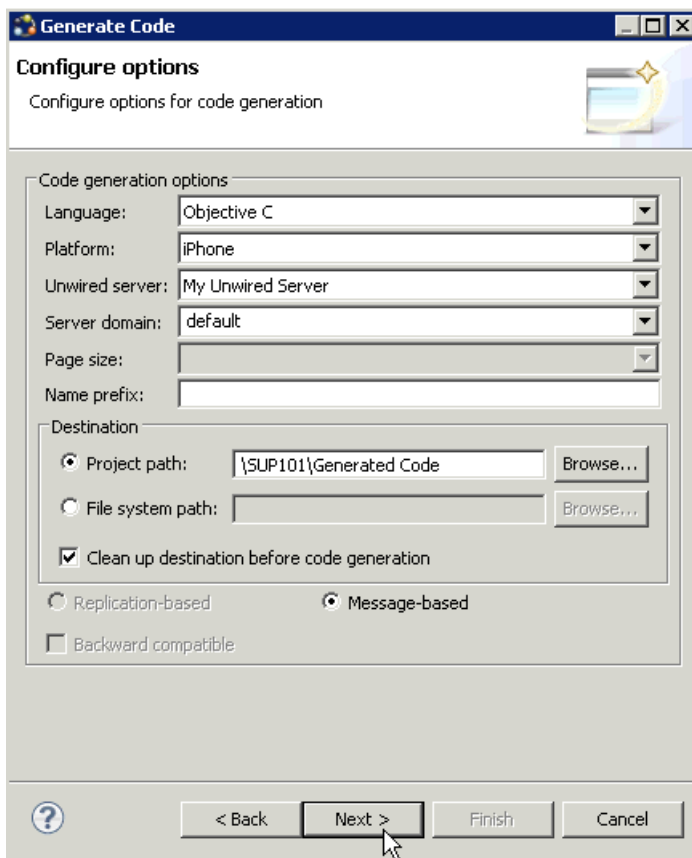 Generate Code
Configure options
Configure options for code generation
Code generation options
Language: Objective C
Platform: iPhone
Unwired server: My Unwired Server
Server domain: default
Page size:
Name prefix:
Destination
Project path: \SUP101\Generated Code Browse...
File system path: Browse...
Clean up destination before code generation
Replication-based Message-based
Backward compatible
? < Back Next > Finish Cancel